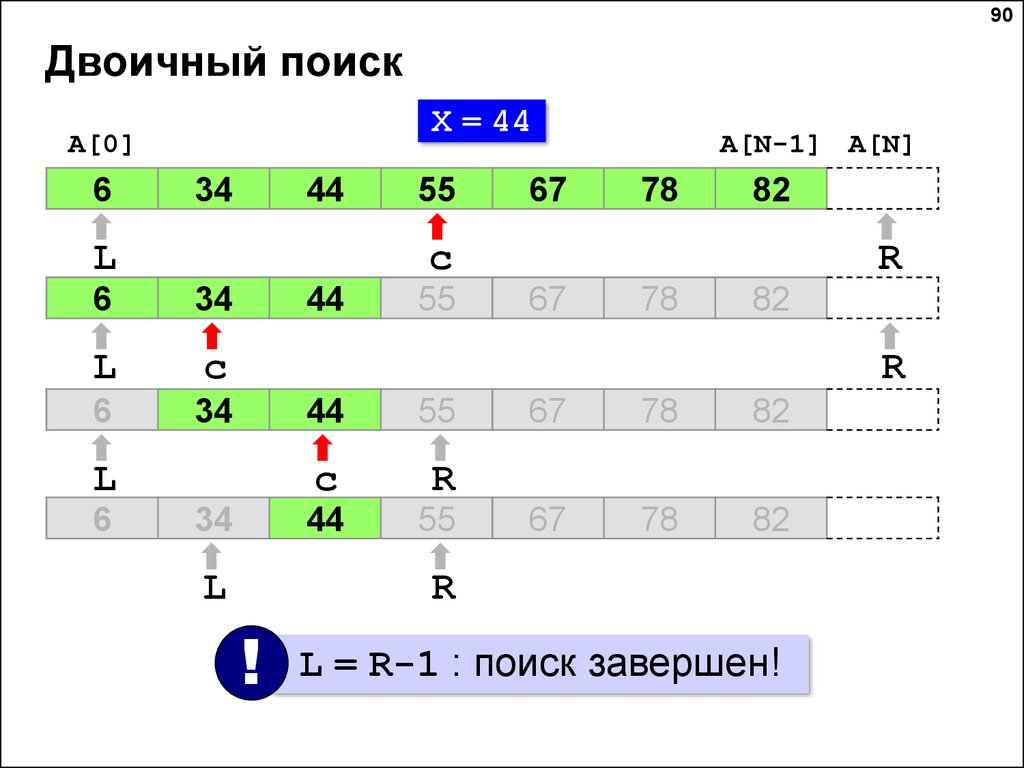 90
Двоичный поиск
X = 44
A[0] A[N-1] A[N]
6 34 44 55 67 78 82
L c R
6 34 44 55 67 78 82
L c R
6 34 44 55 67 78 82
L c R
6 34 44 55 67 78 82
L R
! L = R-1 : поиск завершен!